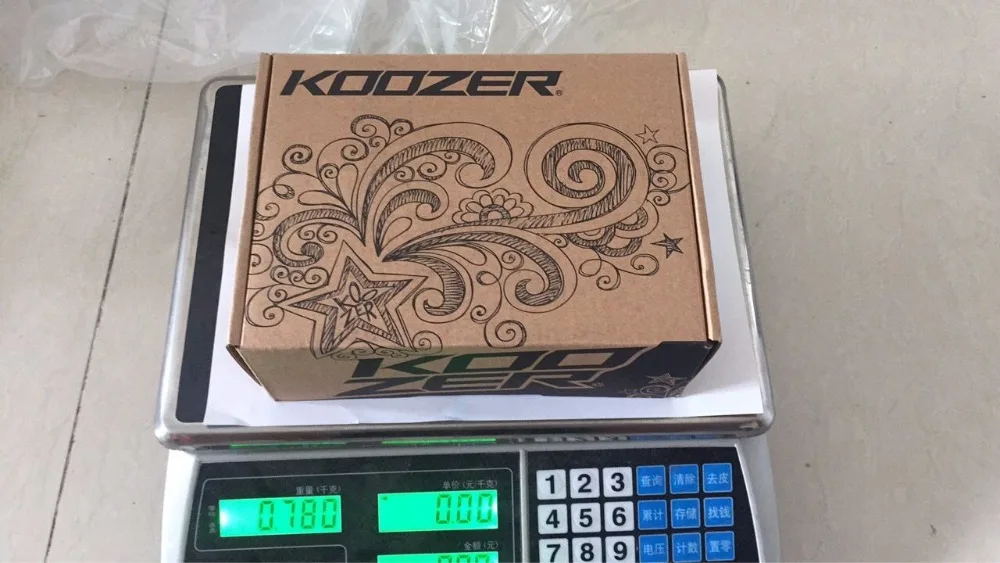 KOOZER®
KOOZER
KOO
ZER®
重量(千克)
单价(元/千克)
0.780
0.00
金额(元)
1 2 3 查询 清除 去皮
4 5 6 累计 存储 找钱
7 8 9 电压 计数 置零